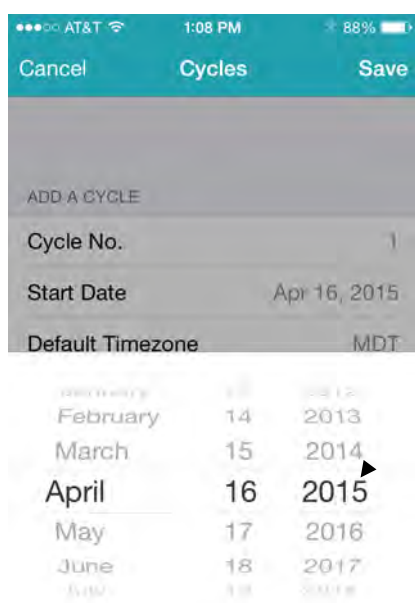 AT&T 1:08 PM 88%
Cancel Cycles Save
ADD A CYCLE
Cycle No. 1
Start Date Apr 16, 2015
Default Timezone MDT
February 14 2013
March 15 2014
April 16 2015
May 17 2016
June 18 2017